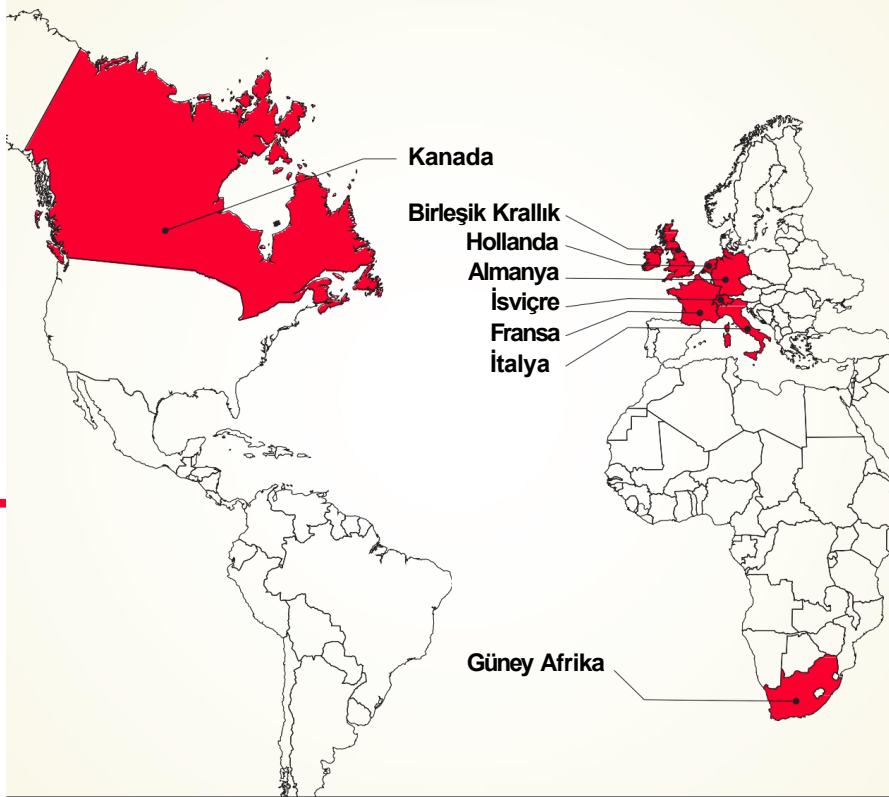 Kanada
Birleşik Krallık
Hollanda
Almanya
İsviçre
Fransa
İtalya
Güney Afrika